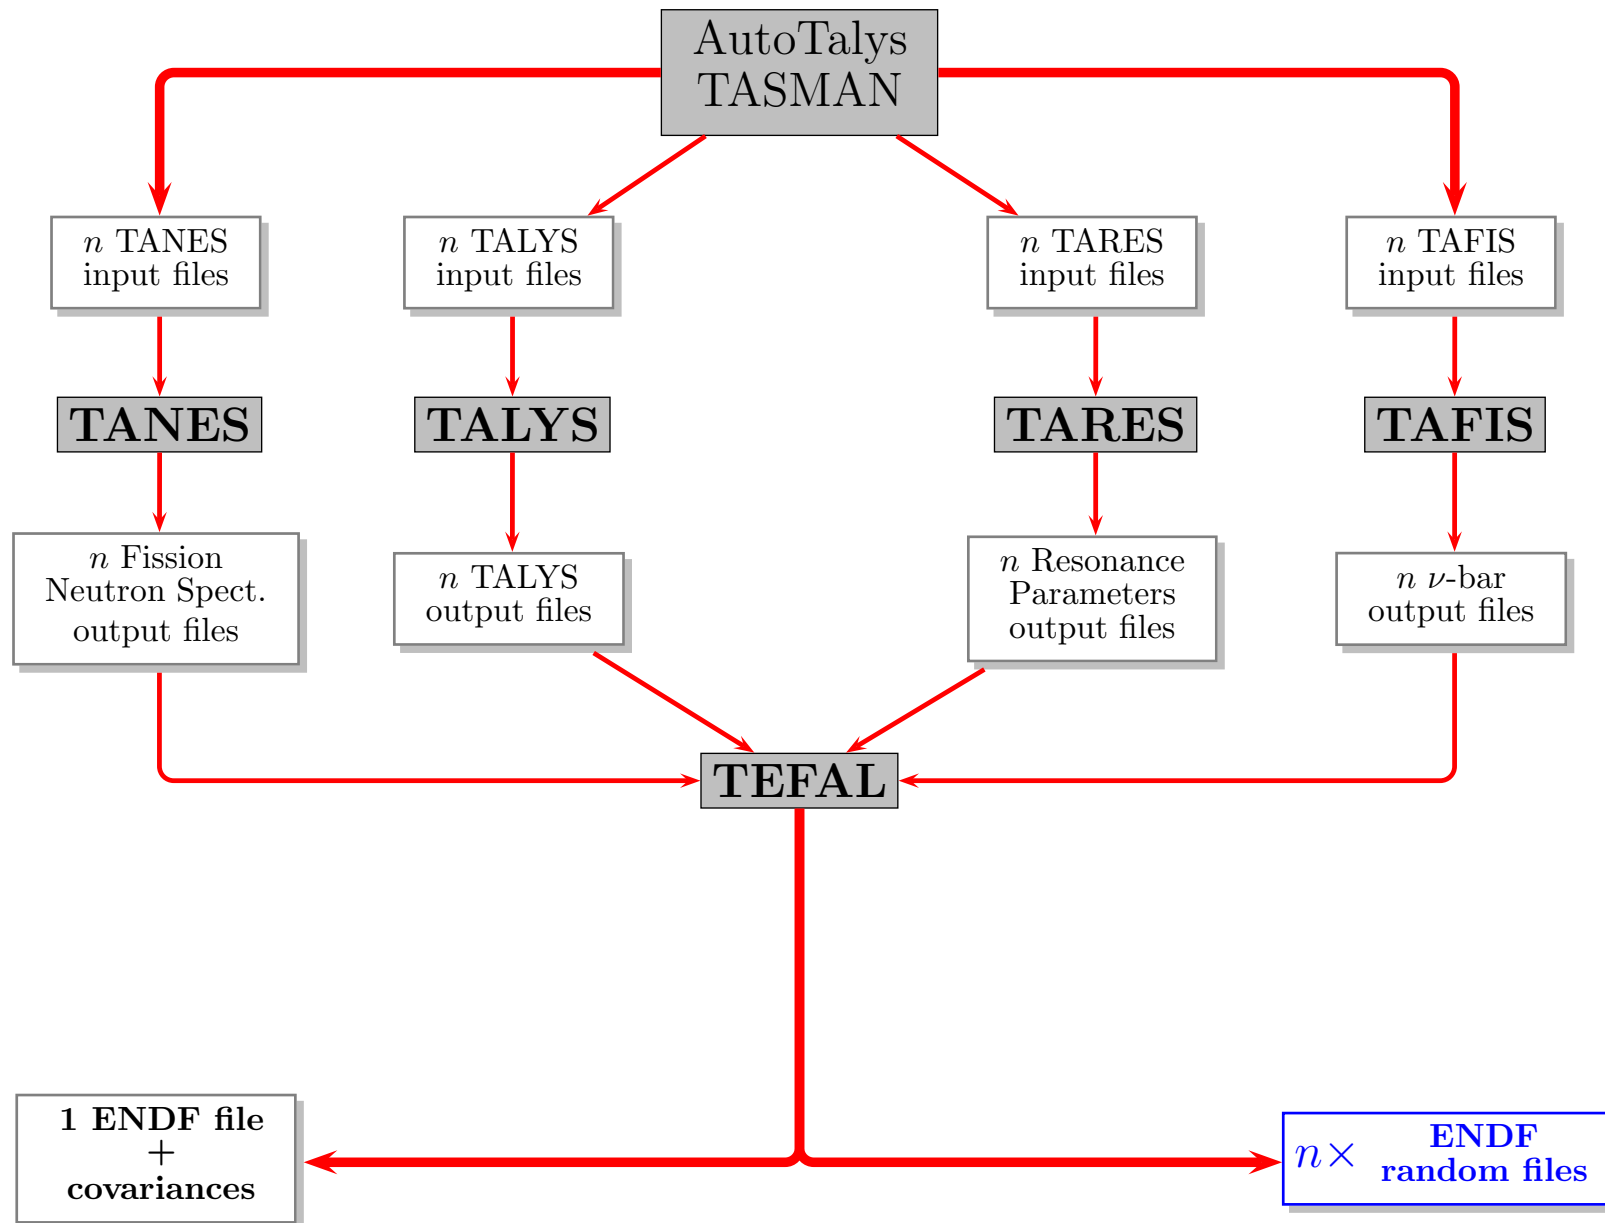 AutoTalys
TASMAN
n TANES
input files
n TALYS
input files
n TARES
input files
n TAFIS
input files
TANES
TALYS
TARES
TAFIS
n Fission
Neutron Spect.
output files
n TALYS
output files
n Resonance
Parameters
output files
n ν-bar
output files
TEFAL
1 ENDF file
+
covariances
n× ENDF
random files